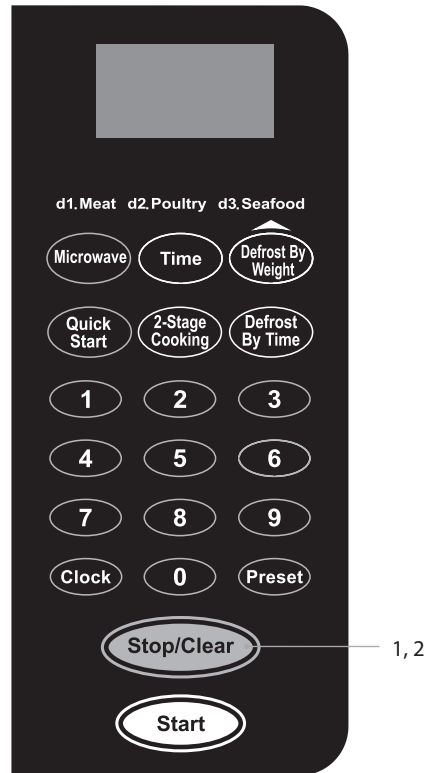 d1.Meat d2.Poultry d3.Seafood
Microwave Time Defrost By
Weight
Quick
Start
2-Stage
Cooking
Defrost
By Time
1 2 3
4 5 6
7 8 9
Clock 0 Preset
Stop/Clear 1, 2
Start